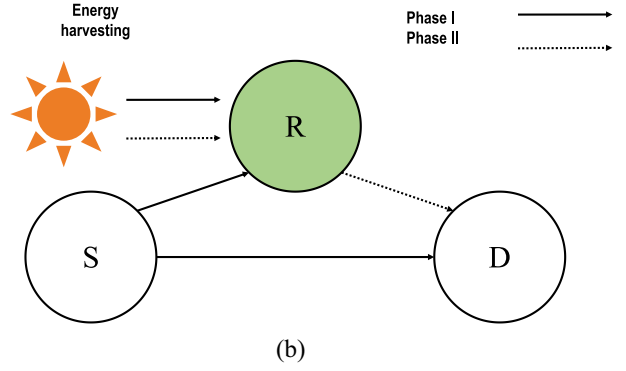 Energy
harvesting
Phase I
Phase II
R
S
D
(b)